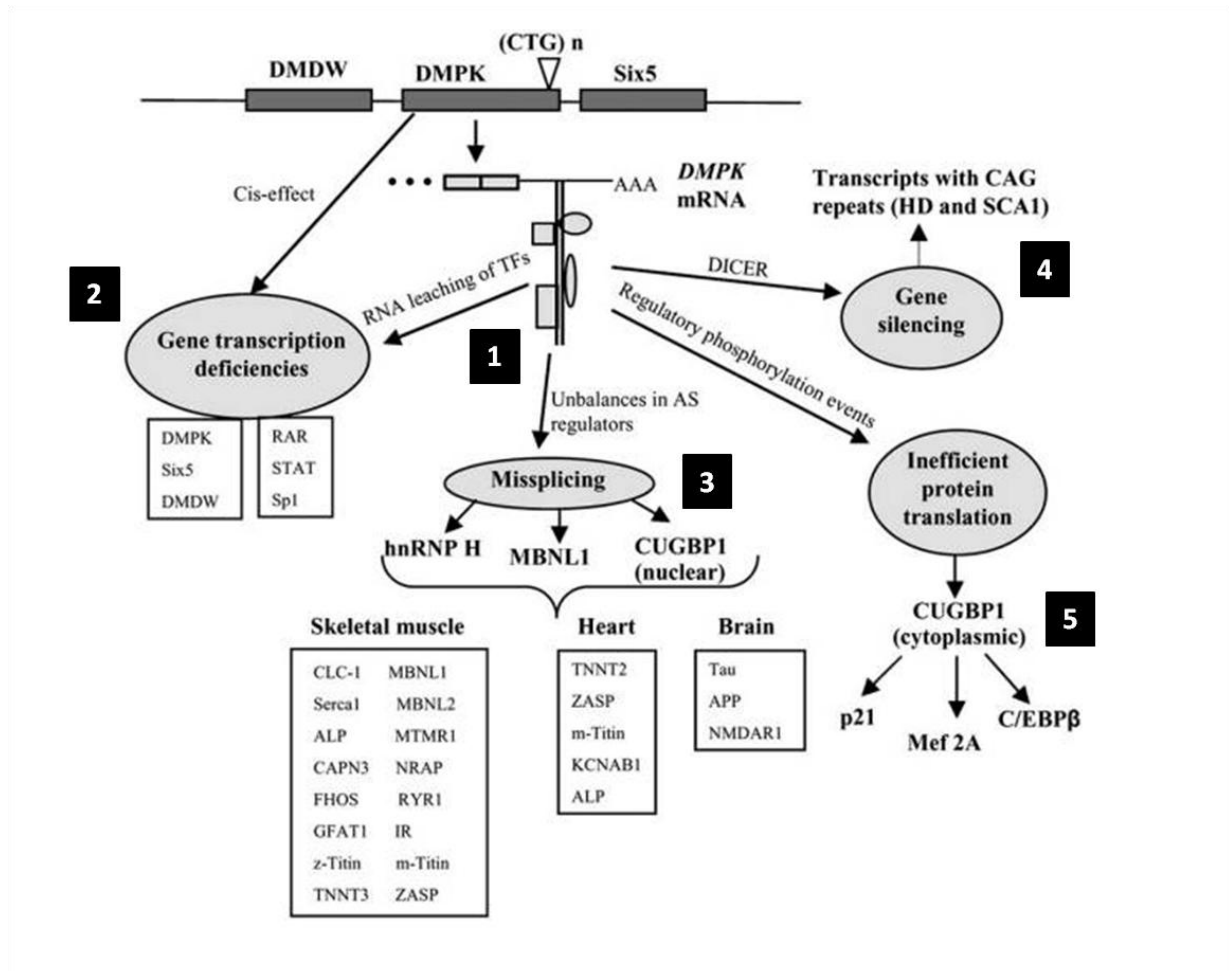 (CTG) n
DMDW
DMPK
Six5
Cis-effect
AAA
DMPK
mRNA
Transcripts with CAG
repeats (HD and SCA1)
DICER
4
Gene
silencing
2
RNA leaching of TFs
Gene transcription
deficiencies
1
Regulatory phosphorylation events
Unbalances in AS
regulators
DMPK
Six5
DMDW
RAR
STAT
Sp1
Missplicing
3
Inefficient
protein
translation
hnRNP H
MBNL1
CUGBP1
(nuclear)
CUGBP1
(cytoplasmic)
5
p21
Mef 2A
C/EBPβ
Skeletal muscle
CLC-1 MBNL1
Serca1 MBNL2
ALP MTMR1
CAPN3 NRAP
FHOS RYR1
GFAT1 IR
z-Titin m-Titin
TNNT3 ZASP
Heart
TNNT2
ZASP
m-Titin
KCNAB1
ALP
Brain
Tau
APP
NMDAR1